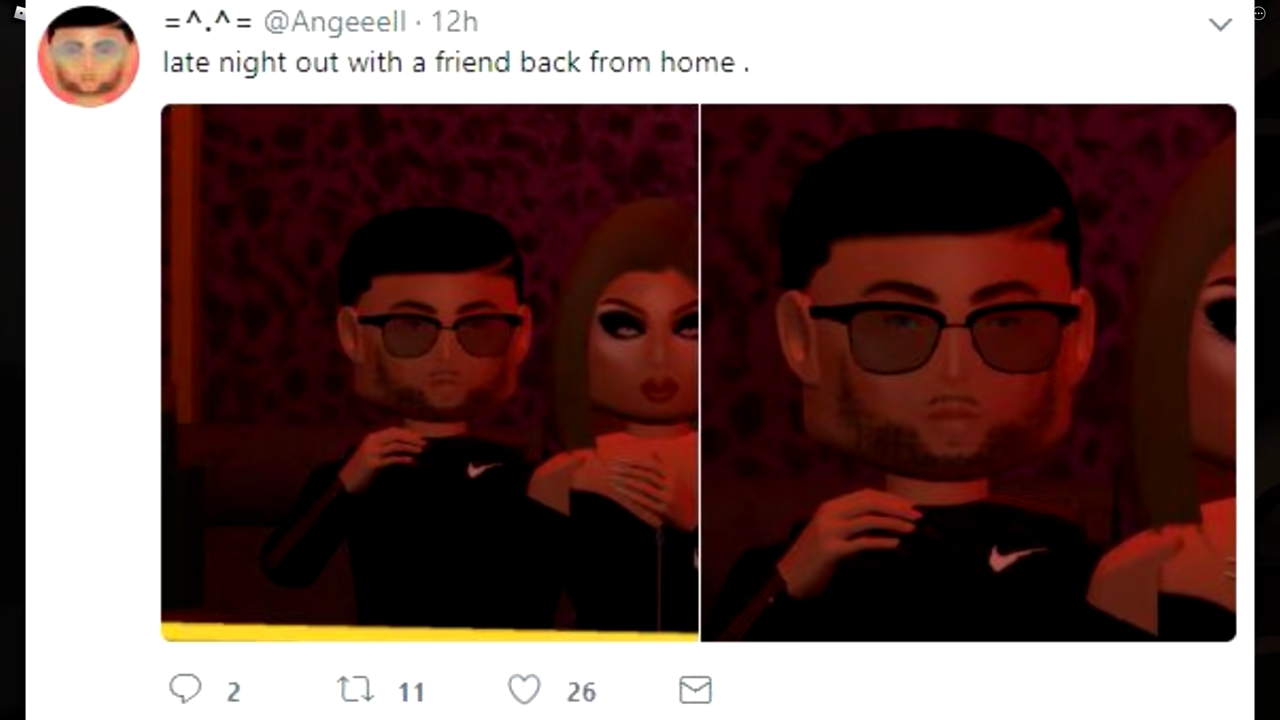 =^.^= @Angeeell · 12h
late night out with a friend back from home .
2 11 26